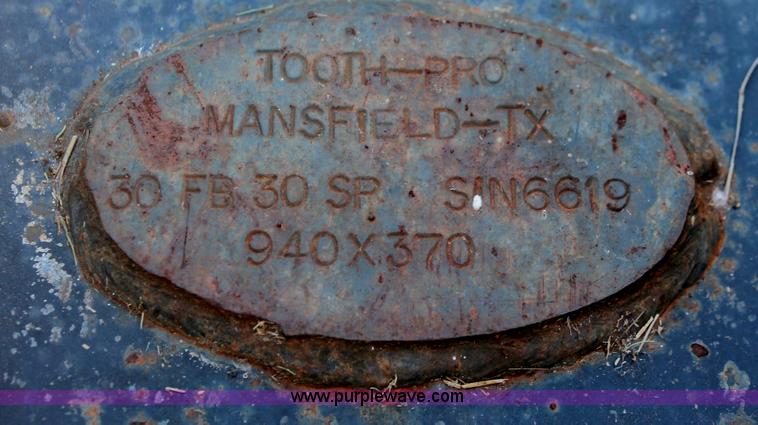 TOOTH-PRO
MANSFIELD-TX
30 FB 30 SP S/N6619
940X370
www.purplewave.com